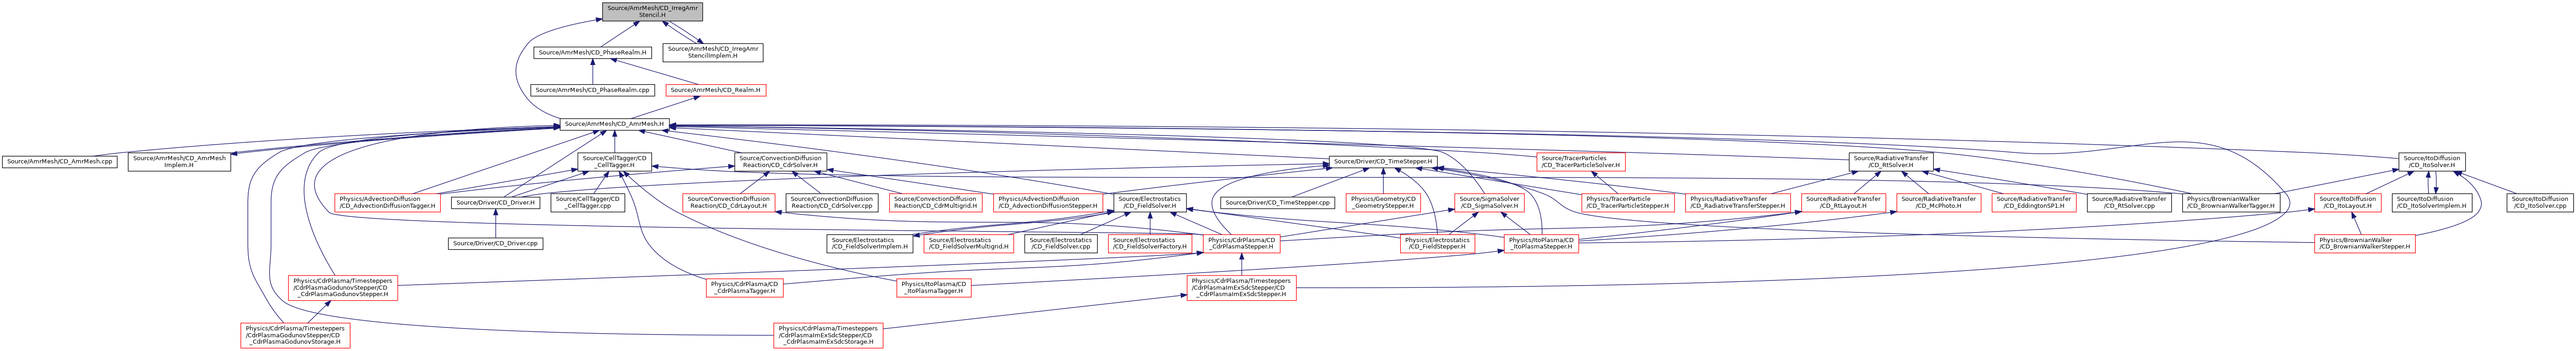 Source/AmrMesh/CD_IrregAmr
Stencil.H
Source/AmrMesh/CD_PhaseRealm.H
Source/AmrMesh/CD_IrregAmr
StencilImplem.H
Source/AmrMesh/CD_PhaseRealm.cpp
Source/AmrMesh/CD_Realm.H
Source/AmrMesh/CD_AmrMesh.H
Source/AmrMesh/CD_AmrMesh.cpp
Source/AmrMesh/CD_AmrMesh
Implem.H
Source/CellTagger/CD
_CellTagger.H
Source/ConvectionDiffusion
Reaction/CD_CdrSolver.H
Source/Driver/CD_TimeStepper.H
Source/TracerParticles
/CD_TracerParticleSolver.H
Source/RadiativeTransfer
/CD_RtSolver.H
Source/ItoDiffusion
/CD_ItoSolver.H
Physics/AdvectionDiffusion
/CD_AdvectionDiffusionTagger.H
Source/Driver/CD_Driver.H
Source/CellTagger/CD
_CellTagger.cpp
Source/ConvectionDiffusion
Reaction/CD_CdrLayout.H
Source/ConvectionDiffusion
Reaction/CD_CdrSolver.cpp
Source/ConvectionDiffusion
Reaction/CD_CdrMultigrid.H
Physics/AdvectionDiffusion
/CD_AdvectionDiffusionStepper.H
Source/Electrostatics
/CD_FieldSolver.H
Source/Driver/CD_TimeStepper.cpp
Physics/Geometry/CD
_GeometryStepper.H
Source/SigmaSolver
/CD_SigmaSolver.H
Physics/TracerParticle
/CD_TracerParticleStepper.H
Physics/RadiativeTransfer
/CD_RadiativeTransferStepper.H
Source/RadiativeTransfer
/CD_RtLayout.H
Source/RadiativeTransfer
/CD_McPhoto.H
Source/RadiativeTransfer
/CD_EddingtonSP1.H
Source/RadiativeTransfer
/CD_RtSolver.cpp
Physics/BrownianWalker
/CD_BrownianWalkerTagger.H
Source/ItoDiffusion
/CD_ItoLayout.H
Source/ItoDiffusion
/CD_ItoSolverImplem.H
Source/ItoDiffusion
/CD_ItoSolver.cpp
Source/Driver/CD_Driver.cpp
Source/Electrostatics
/CD_FieldSolverImplem.H
Source/Electrostatics
/CD_FieldSolverMultigrid.H
Source/Electrostatics
/CD_FieldSolver.cpp
Source/Electrostatics
/CD_FieldSolverFactory.H
Physics/CdrPlasma/CD
_CdrPlasmaStepper.H
Physics/Electrostatics
/CD_FieldStepper.H
Physics/ItoPlasma/CD
_ItoPlasmaStepper.H
Physics/BrownianWalker
/CD_BrownianWalkerStepper.H
Physics/CdrPlasma/Timesteppers
/CdrPlasmaGodunovStepper/CD
_CdrPlasmaGodunovStepper.H
Physics/CdrPlasma/CD
_CdrPlasmaTagger.H
Physics/ItoPlasma/CD
_ItoPlasmaTagger.H
Physics/CdrPlasma/Timesteppers
/CdrPlasmaImExSdcStepper/CD
_CdrPlasmaImExSdcStepper.H
Physics/CdrPlasma/Timesteppers
/CdrPlasmaGodunovStepper/CD
_CdrPlasmaGodunovStorage.H
Physics/CdrPlasma/Timesteppers
/CdrPlasmaImExSdcStepper/CD
_CdrPlasmaImExSdcStorage.H